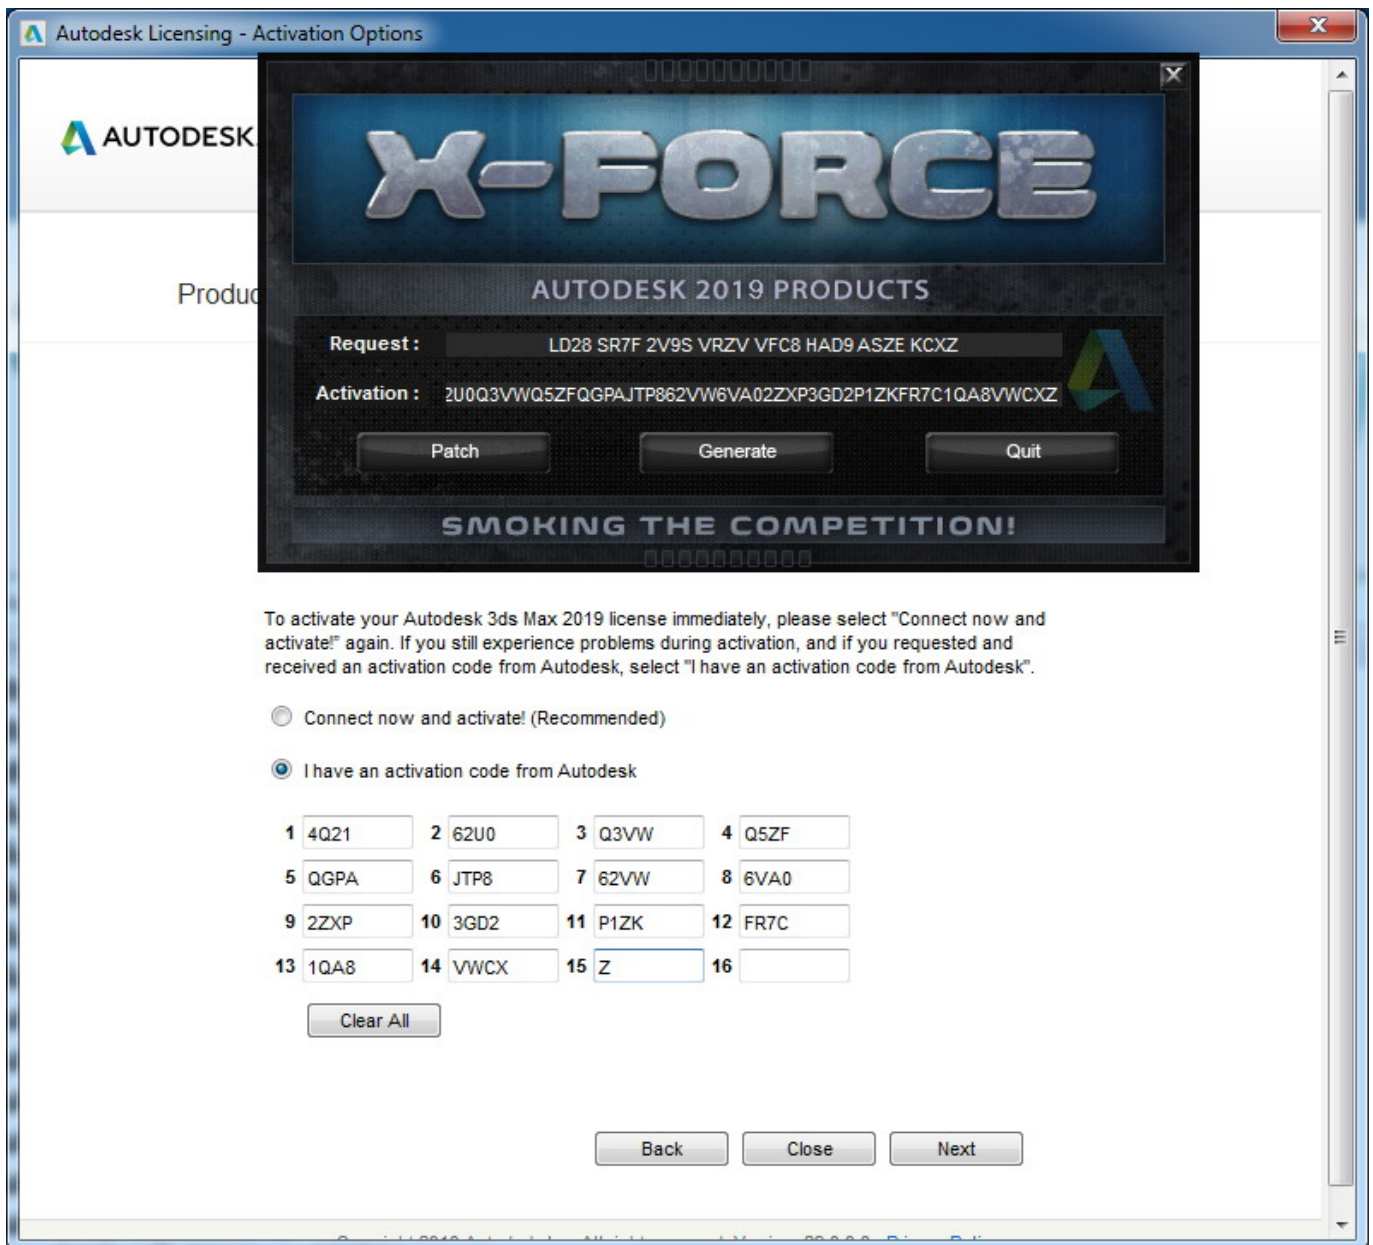 Autodesk Licensing - Activation Options
AUTODESK
X-FORCE
AUTODESK 2019 PRODUCTS
Produc
Request : LD28 SR7F 2V9S VRZV VFC8 HAD9 ASZE KCXZ
Activation : 2U0Q3VWQ5ZFQGPAJTP862VW6VA02ZXP3GD2P1ZKFR7C1QA8VWCXZ
Patch Generate Quit
SMOKING THE COMPETITION!
To activate your Autodesk 3ds Max 2019 license immediately, please select "Connect now and
activate!" again. If you still experience problems during activation, and if you requested and
received an activation code from Autodesk, select "I have an activation code from Autodesk".
Connect now and activate! (Recommended)
I have an activation code from Autodesk
1 4Q21 2 62U0 3 Q3VW 4 Q5ZF
5 QGPA 6 JTP8 7 62VW 8 6VA0
9 2ZXP 10 3GD2 11 P1ZK 12 FR7C
13 1QA8 14 VWCX 15 Z 16
Clear All
Back Close Next